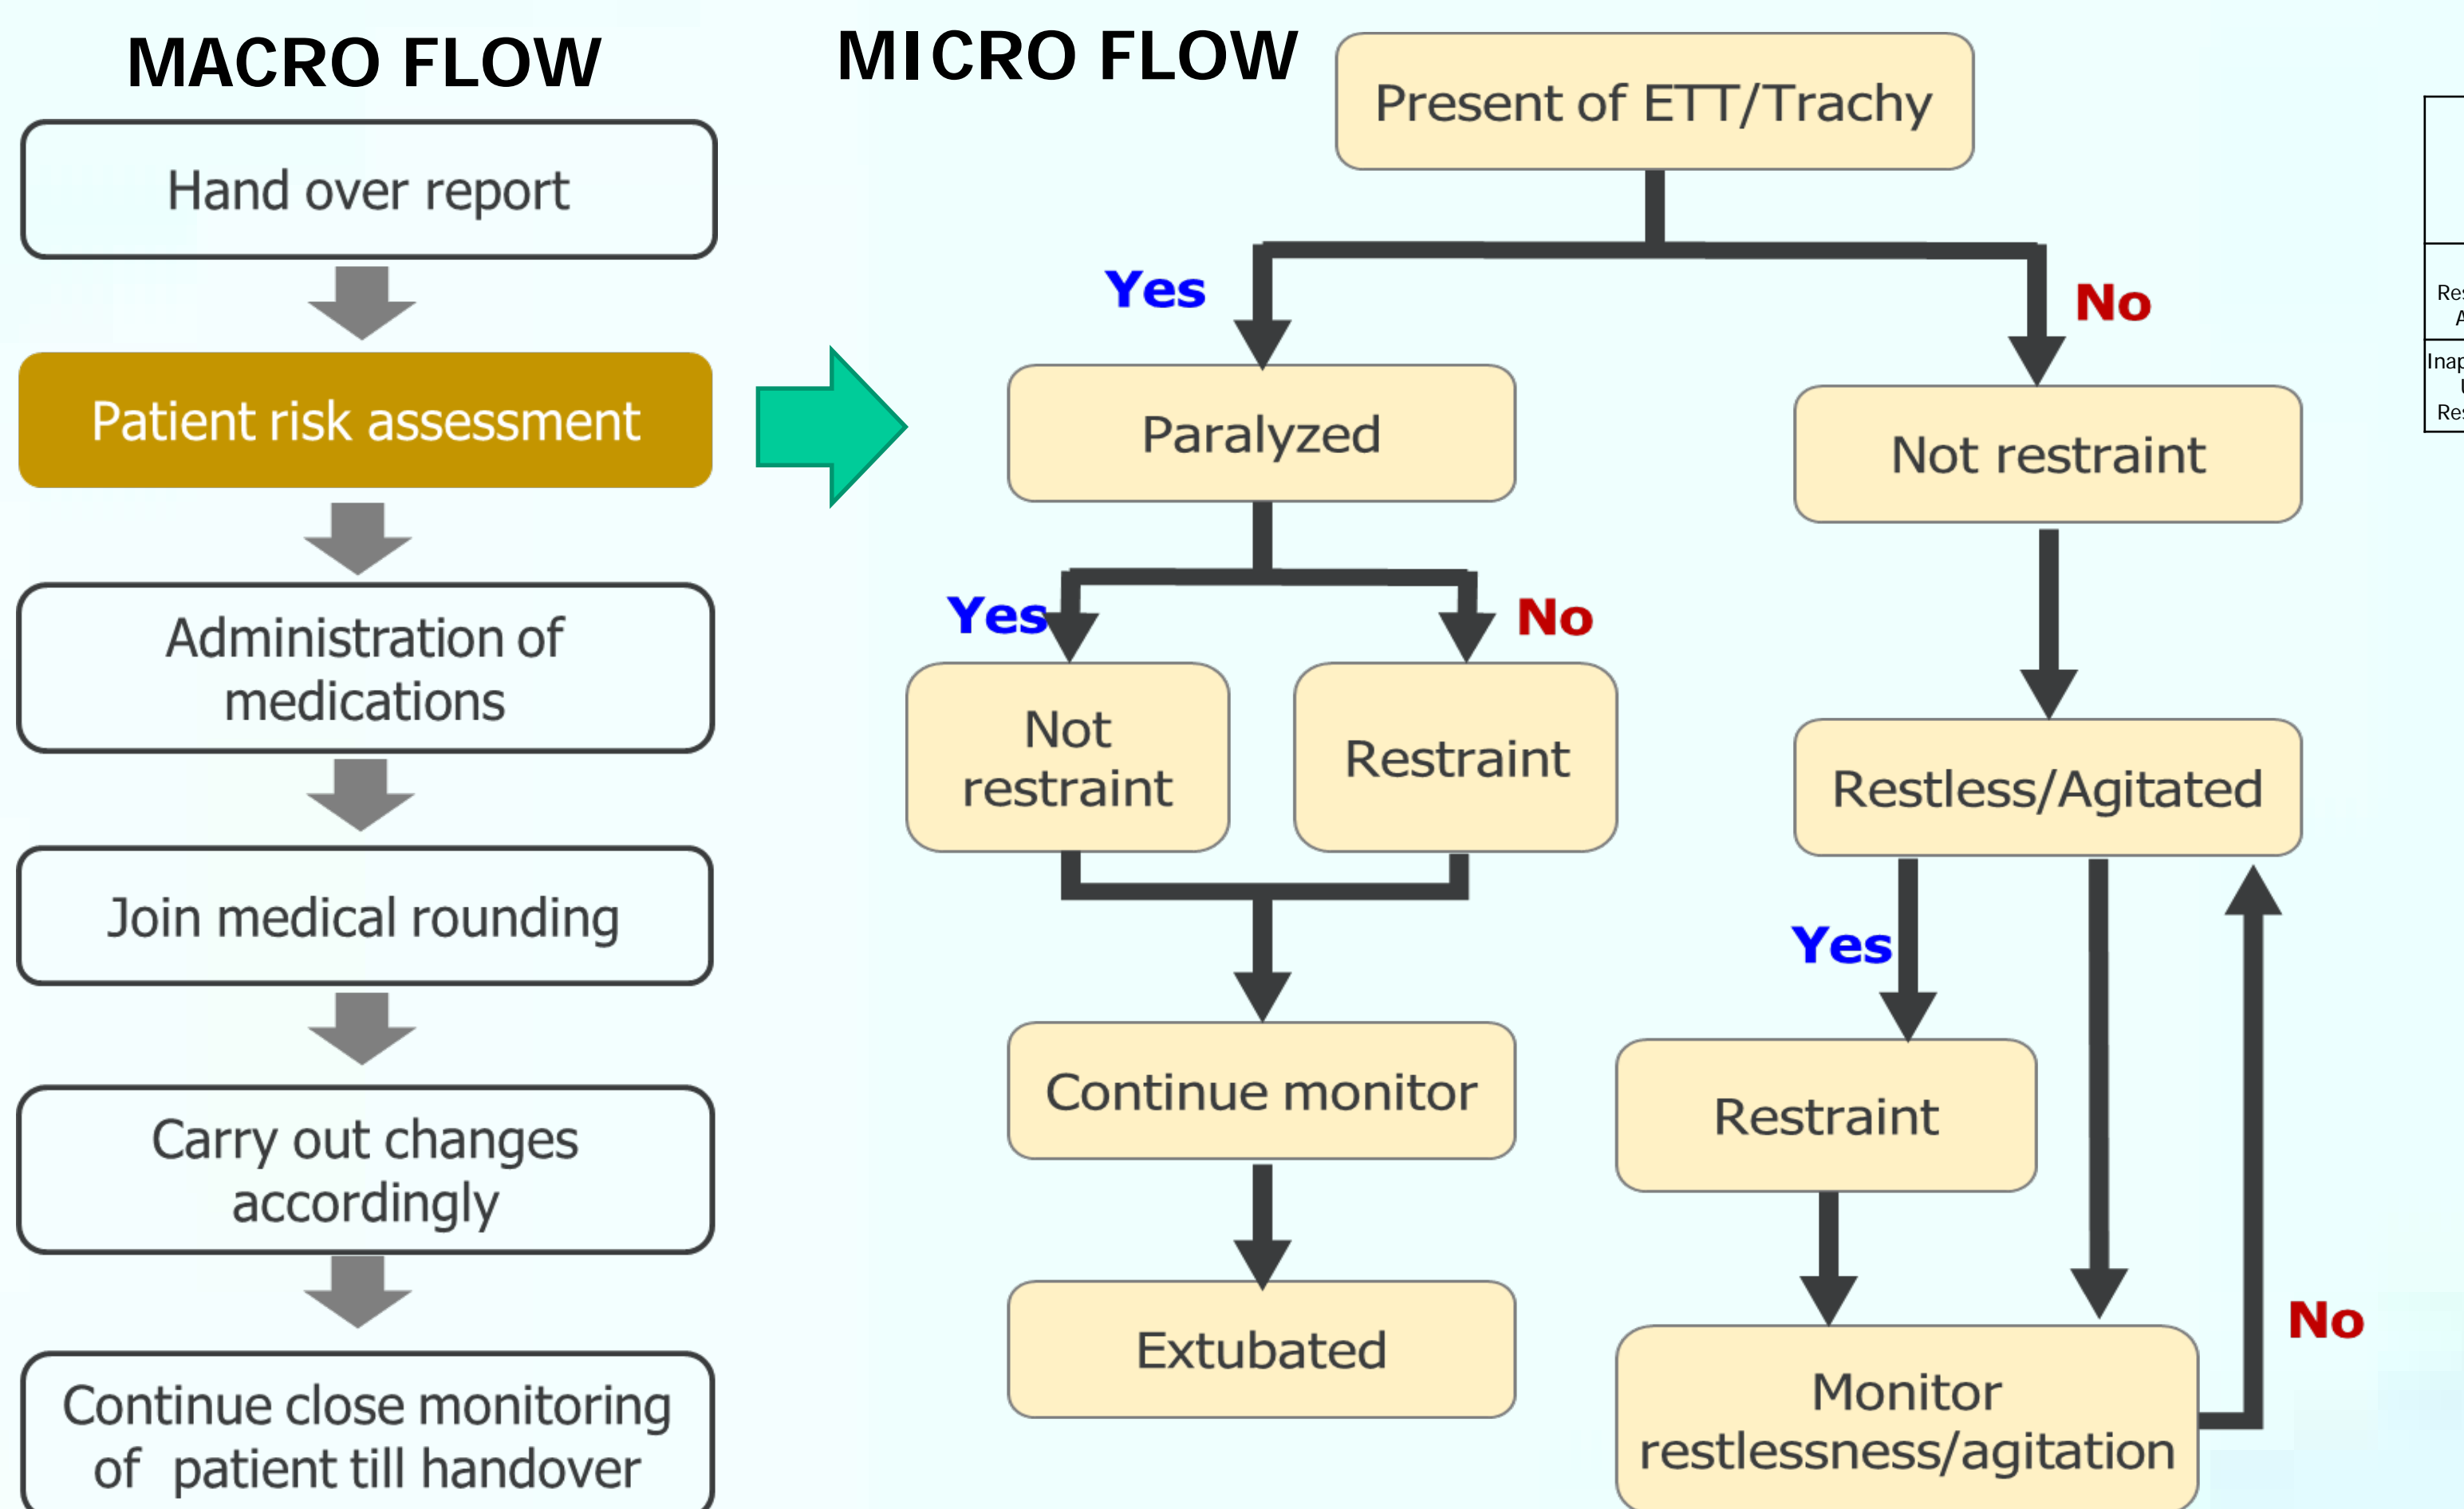 MACRO FLOW
Hand over report
Patient risk assessment
Administration of
medications
Join medical rounding
Carry out changes
accordingly
Continue close monitoring
of patient till handover
MICRO FLOW
Present of ETT/Trachy
Yes
No
Paralyzed
Not restraint
Yes
No
Not
restraint
Restraint
Restless/Agitated
Yes
Continue monitor
Restraint
Extubated
No
Monitor
restlessness/agitation